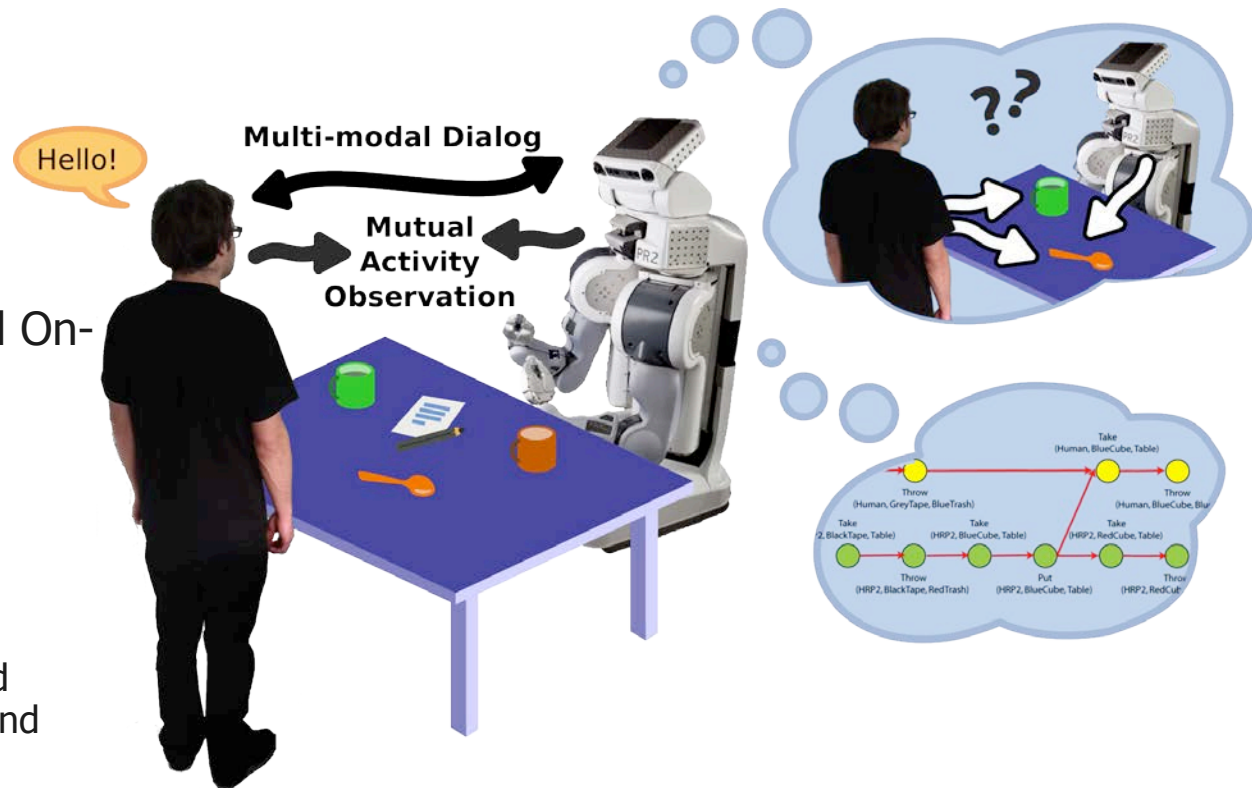 Hello!
Multi-modal Dialog
Mutual
Activity
Observation
PR2
PR2
??
l On-
d
nd
Take
(Human, BlueCube, Table)
Throw
(Human, GreyTape, BlueTrash)
Throw
(Human, BlueCube, Blu
Take
2, BlackTape, Table)
Take
(HRP2, BlueCube, Table)
Take
(HRP2, RedCube, Table)
Throw
(HRP2, BlackTape, RedTrash)
Put
(HRP2, BlueCube, Table)
Throw
(HRP2, RedCub